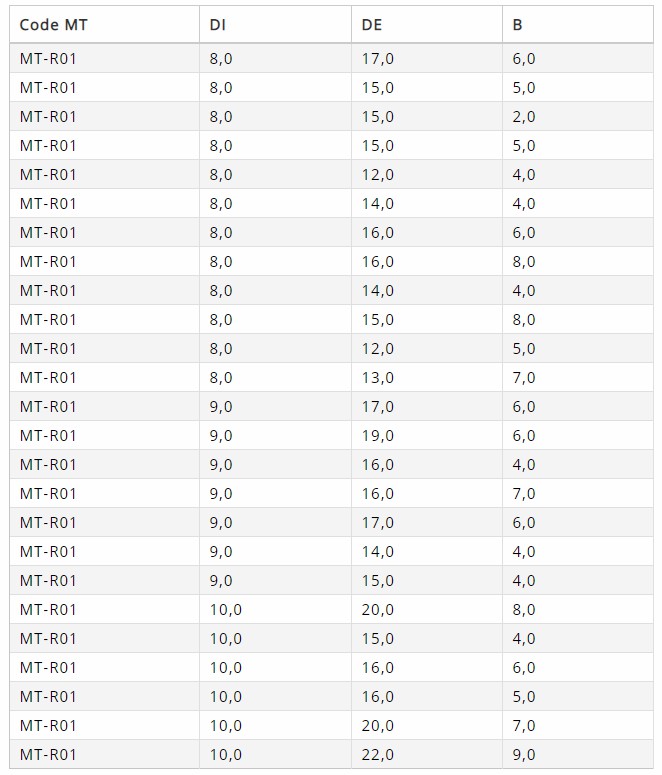 Code MT DI DE B
MT-R01 8,0 17,0 6,0
MT-R01 8,0 15,0 5,0
MT-R01 8,0 15,0 2,0
MT-R01 8,0 15,0 5,0
MT-R01 8,0 12,0 4,0
MT-R01 8,0 14,0 4,0
MT-R01 8,0 16,0 6,0
MT-R01 8,0 16,0 8,0
MT-R01 8,0 14,0 4,0
MT-R01 8,0 15,0 8,0
MT-R01 8,0 12,0 5,0
MT-R01 8,0 13,0 7,0
MT-R01 9,0 17,0 6,0
MT-R01 9,0 19,0 6,0
MT-R01 9,0 16,0 4,0
MT-R01 9,0 16,0 7,0
MT-R01 9,0 17,0 6,0
MT-R01 9,0 14,0 4,0
MT-R01 9,0 15,0 4,0
MT-R01 10,0 20,0 8,0
MT-R01 10,0 15,0 4,0
MT-R01 10,0 16,0 6,0
MT-R01 10,0 16,0 5,0
MT-R01 10,0 20,0 7,0
MT-R01 10,0 22,0 9,0